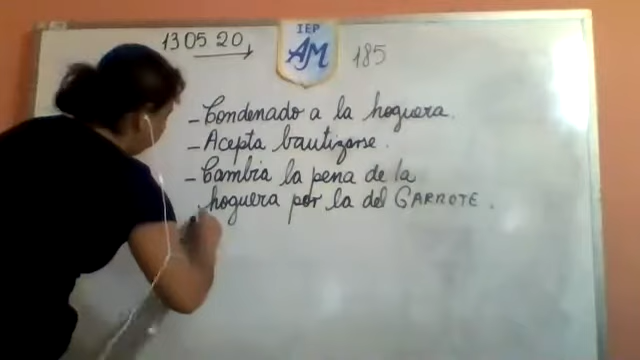 130520
IEP
AM
185
- Condenado a la hoguera.
- Acepta bautizarse.
- Cambia la pena de la
hoguera por la del GARROTE.